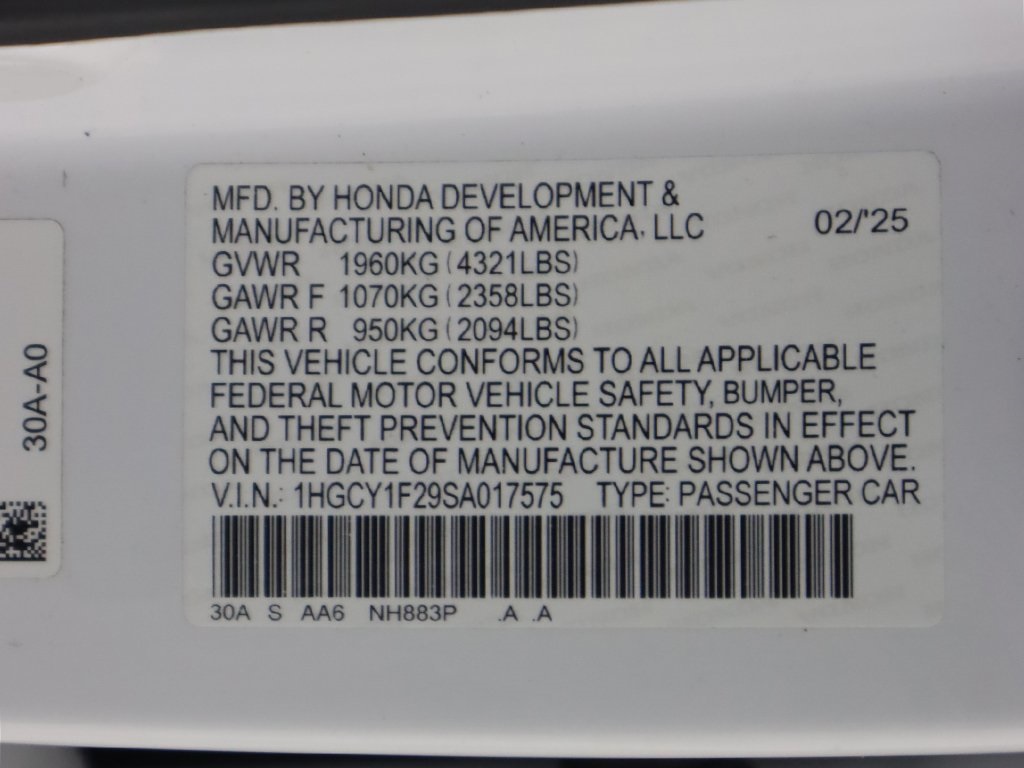 MFD. BY HONDA DEVELOPMENT &
MANUFACTURING OF AMERICA, LLC 02/'25
GVWR 1960KG (4321LBS)
GAWR F 1070KG (2358LBS)
GAWR R 950KG (2094LBS)
THIS VEHICLE CONFORMS TO ALL APPLICABLE
FEDERAL MOTOR VEHICLE SAFETY, BUMPER,
AND THEFT PREVENTION STANDARDS IN EFFECT
ON THE DATE OF MANUFACTURE SHOWN ABOVE.
V.I.N.: 1HGCY1F29SA017575 TYPE: PASSENGER CAR
30A S AA6 NH883P .A .A
30A-A0